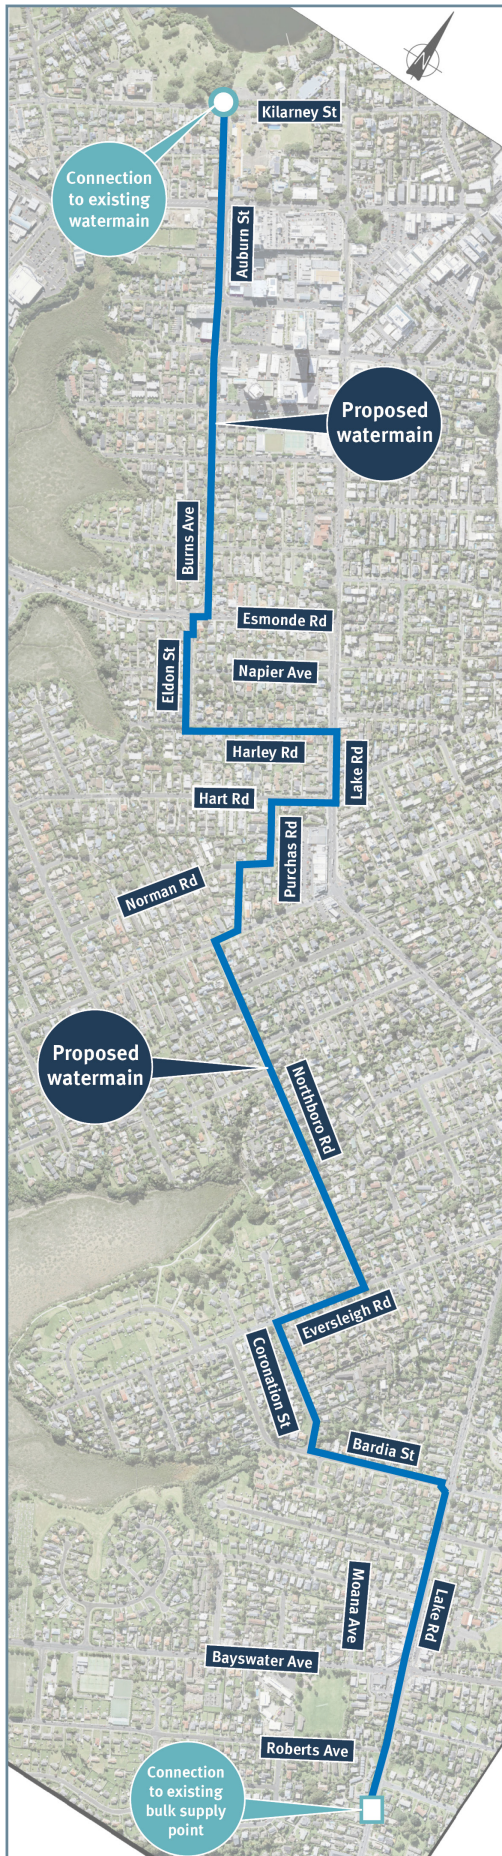 N
Kilarney St
Connection
to existing
watermain
Auburn St
Proposed
watermain
Burns Ave
Esmonde Rd
Eldon St
Napier Ave
Harley Rd
Lake Rd
Hart Rd
Purchas Rd
Norman Rd
Proposed
watermain
Northboro Rd
Eversleigh Rd
Coronation St
Bardia St
Moana Ave
Lake Rd
Bayswater Ave
Roberts Ave
Connection
to existing
bulk supply
point